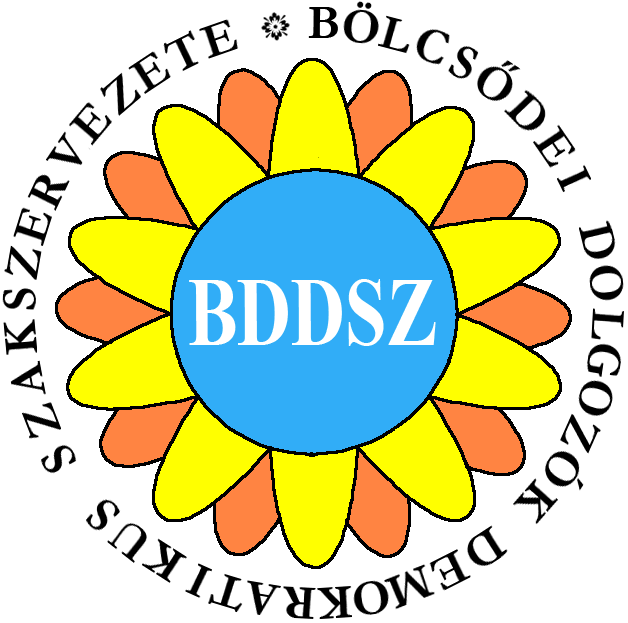 BÖLCSŐDEI DOLGOZÓK DEMOKRATIKUS SZAKSZERVEZETE
BDDSZ